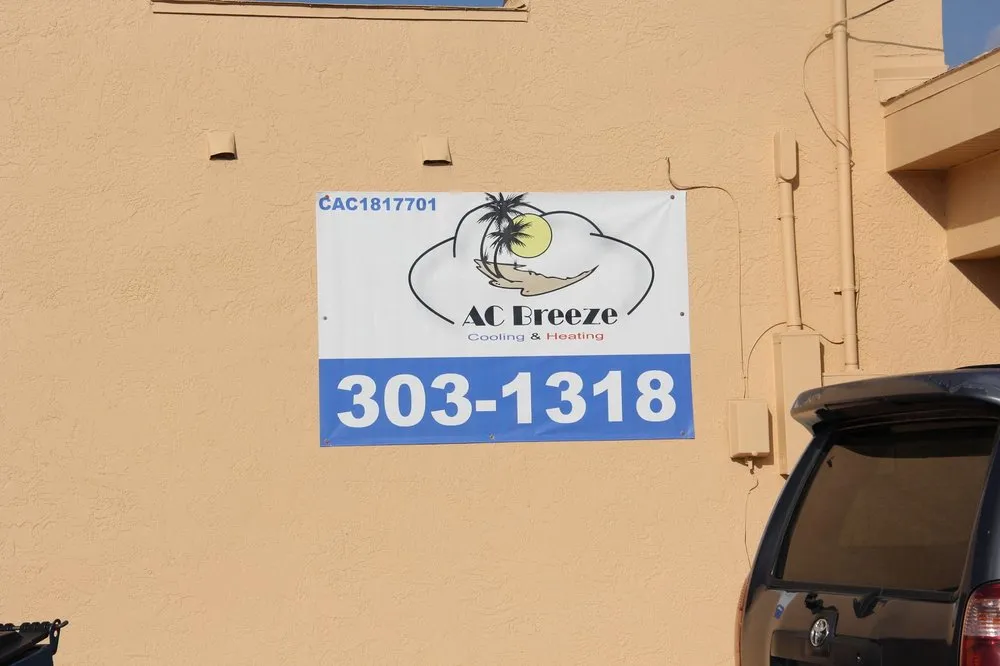 CAC1817701
AC Breeze
Cooling & Heating
303-1318